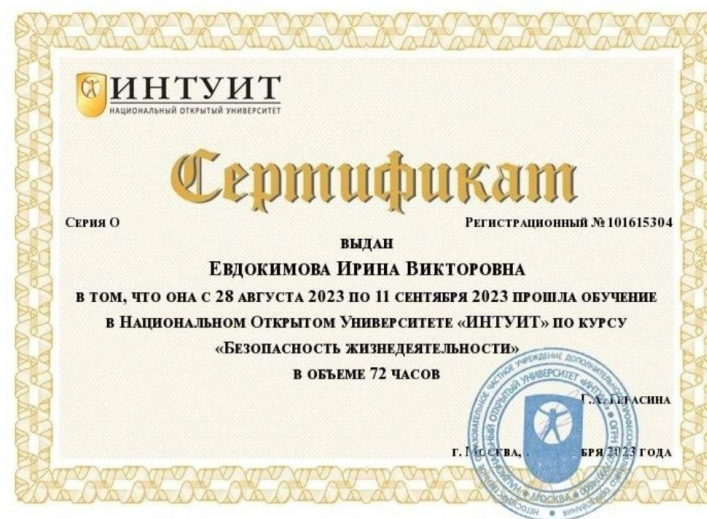 ИНТУИТ
НАЦИОНАЛЬНЫЙ ОТКРЫТЫЙ УНИВЕРСИТЕТ
Сертификат
Серия О
Регистрационный № 101615304
выдан
Евдокимова Ирина Викторовна
в том, что она с 28 августа 2023 по 11 сентября 2023 прошла обучение
в Национальном Открытом Университете «ИНТУИТ» по курсу
«Безопасность жизнедеятельности»
в объеме 72 часов
Герасина
г. Москва, 2023 года
МОСКВА